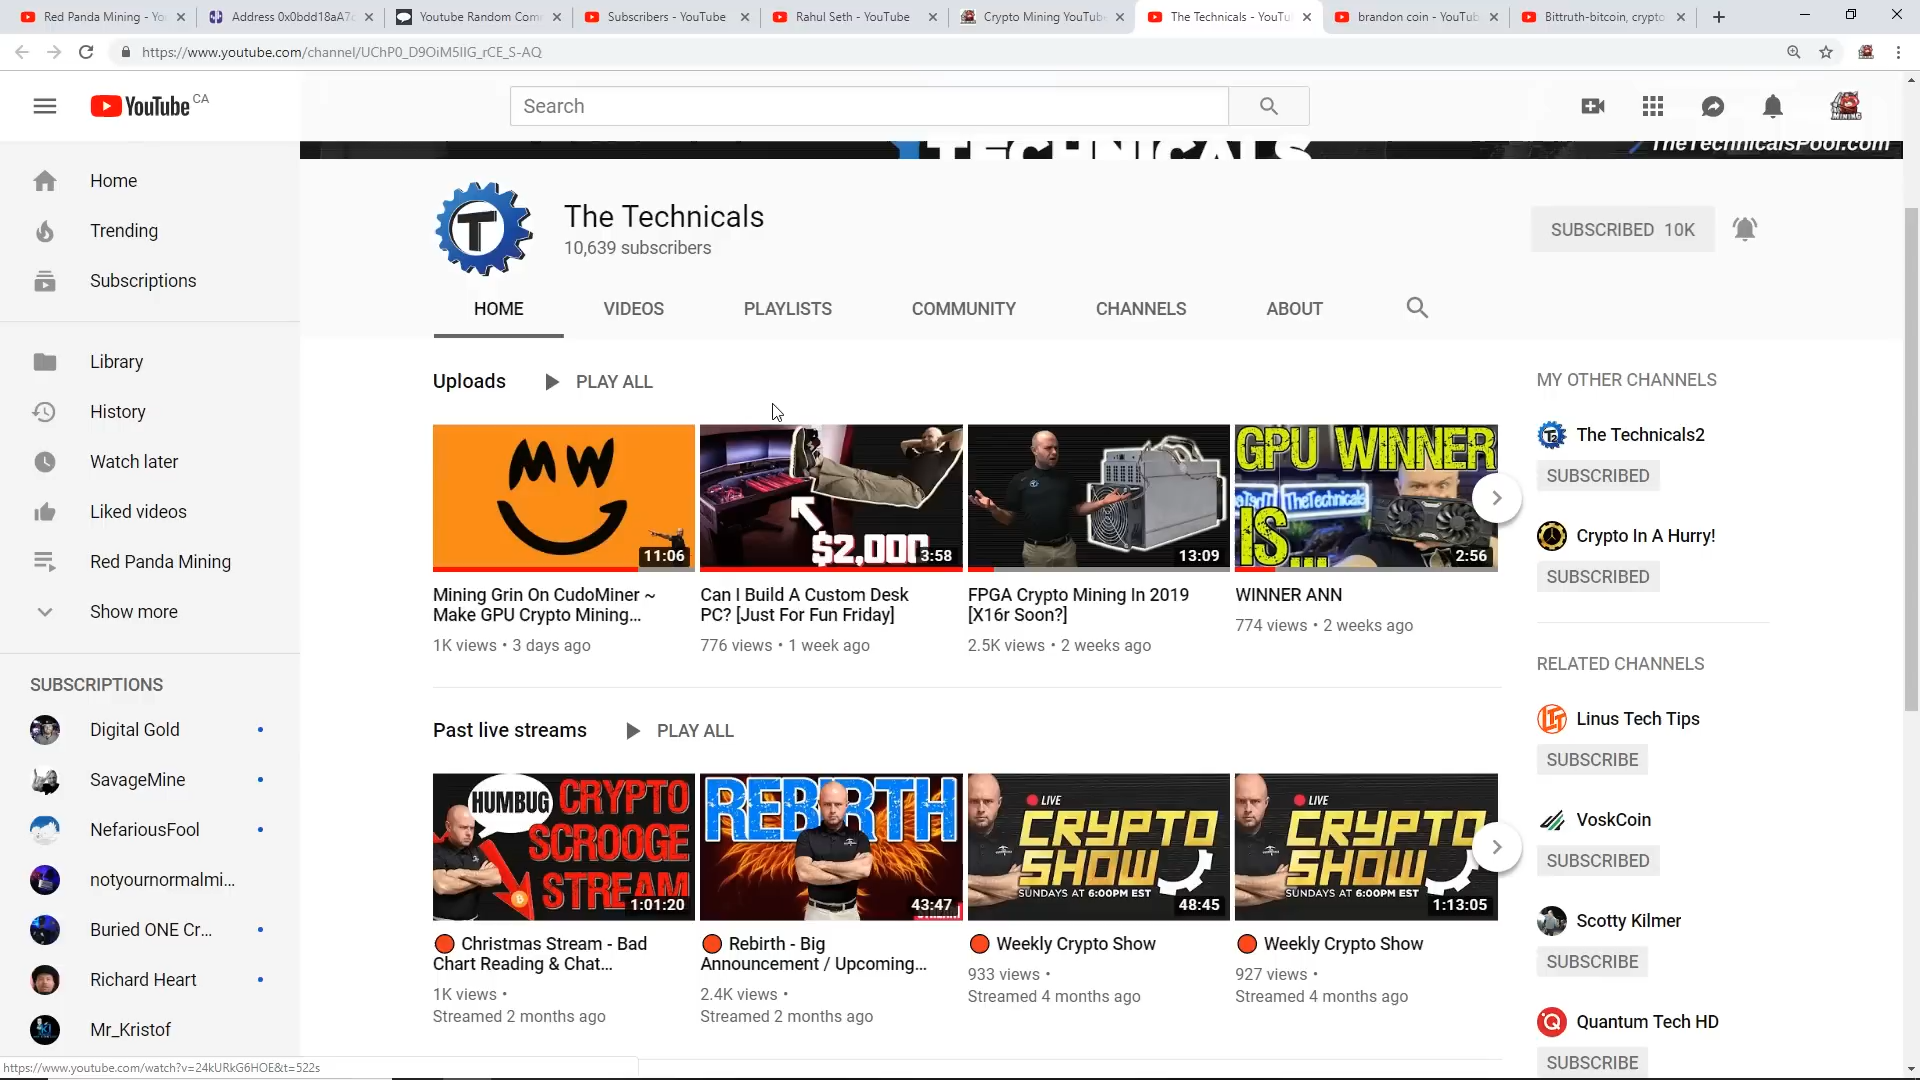 Red Panda Mining - Yo
Address 0x0bdd18aA7c
Youtube Random Com
Subscribers - YouTube
Rahul Seth - YouTube
Crypto Mining YouTub
The Technicals - YouTu
brandon coin - YouTub
Bittruth-bitcoin, crypto
https://www.youtube.com/channel/UChP0_D9OiM5IIG_rCE_S-AQ
YouTube CA
Search
MINING
TECHNICALS
TheTechnicalsPool.com
Home
Trending
Subscriptions
Library
History
Watch later
Liked videos
Red Panda Mining
Show more
SUBSCRIPTIONS
Digital Gold
SavageMine
NefariousFool
notyournormalmi...
Buried ONE Cr...
Richard Heart
Mr_Kristof
T
The Technicals
10,639 subscribers
SUBSCRIBED 10K
HOME
VIDEOS
PLAYLISTS
COMMUNITY
CHANNELS
ABOUT
Uploads
PLAY ALL
MW
11:06
Mining Grin On CudoMiner ~
Make GPU Crypto Mining...
1K views • 3 days ago
$2,000
3:58
Can I Build A Custom Desk
PC? [Just For Fun Friday]
776 views • 1 week ago
13:09
FPGA Crypto Mining In 2019
[X16r Soon?]
2.5K views • 2 weeks ago
GPU WINNER
TheTechnicals
IS...
2:56
WINNER ANN
774 views • 2 weeks ago
Past live streams
PLAY ALL
HUMBUG
CRYPTO
SCROOGE
STREAM
1:01:20
Christmas Stream - Bad
Chart Reading & Chat...
1K views •
Streamed 2 months ago
REBIRTH
43:47
Rebirth - Big
Announcement / Upcoming...
2.4K views •
Streamed 2 months ago
LIVE
CRYPTO
SHOW
SUNDAYS AT 6:00PM EST
48:45
Weekly Crypto Show
933 views •
Streamed 4 months ago
LIVE
CRYPTO
SHOW
SUNDAYS AT 6:00PM EST
1:13:05
Weekly Crypto Show
927 views •
Streamed 4 months ago
MY OTHER CHANNELS
The Technicals2
SUBSCRIBED
Crypto In A Hurry!
SUBSCRIBED
RELATED CHANNELS
Linus Tech Tips
SUBSCRIBE
VoskCoin
SUBSCRIBED
Scotty Kilmer
SUBSCRIBE
Quantum Tech HD
SUBSCRIBE
https://www.youtube.com/watch?v=24kURkG6HOE&t=522s